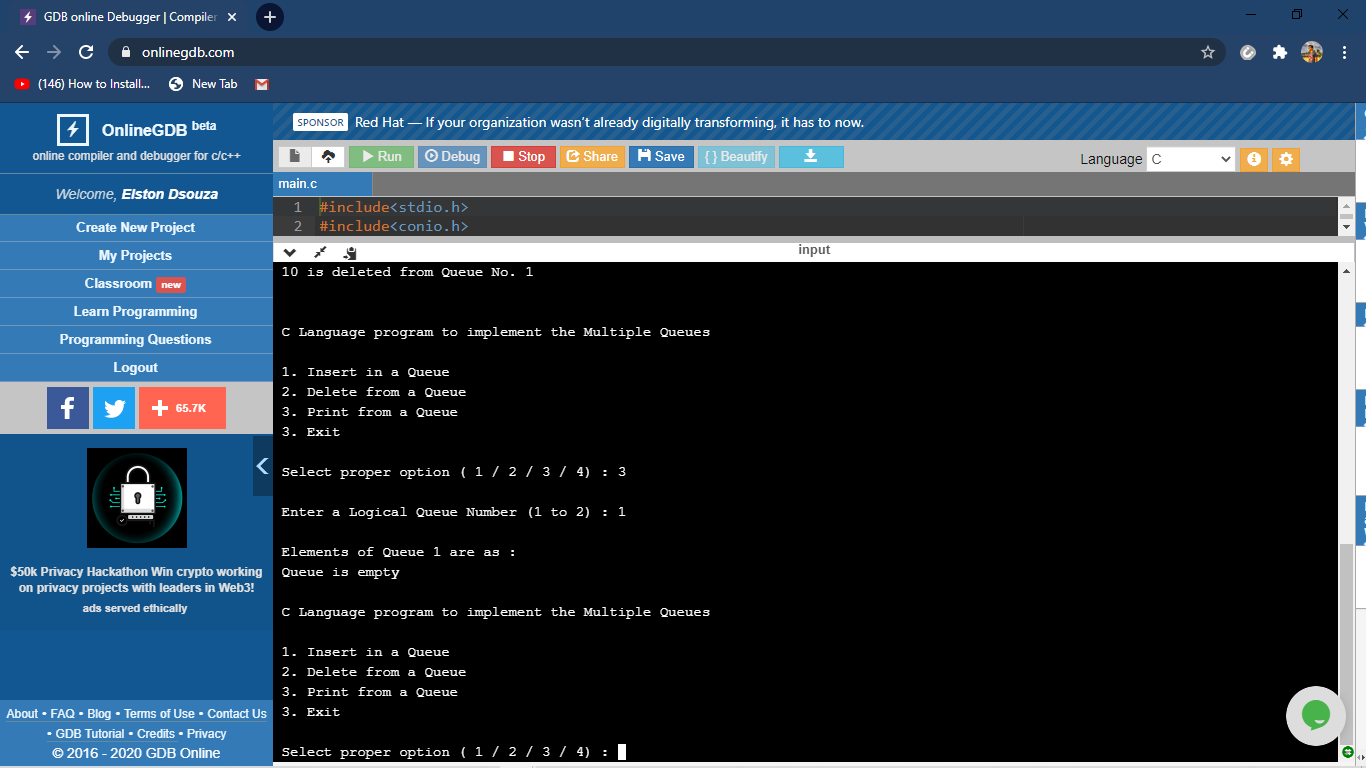 GDB online Debugger | Compiler
onlinegdb.com
(146) How to Install...
New Tab
OnlineGDB beta
online compiler and debugger for c/c++
Welcome, Elston Dsouza
Create New Project
My Projects
Classroom new
Learn Programming
Programming Questions
Logout
65.7K
$50k Privacy Hackathon Win crypto working
on privacy projects with leaders in Web3!
ads served ethically
About • FAQ • Blog • Terms of Use • Contact Us
• GDB Tutorial • Credits • Privacy
© 2016 - 2020 GDB Online
SPONSOR Red Hat — If your organization wasn't already digitally transforming, it has to now.
Run Debug Stop Share Save { } Beautify
Language C
main.c
1 #include<stdio.h>
2 #include<conio.h>
input
10 is deleted from Queue No. 1
C Language program to implement the Multiple Queues
1. Insert in a Queue
2. Delete from a Queue
3. Print from a Queue
3. Exit
Select proper option ( 1 / 2 / 3 / 4) : 3
Enter a Logical Queue Number (1 to 2) : 1
Elements of Queue 1 are as :
Queue is empty
C Language program to implement the Multiple Queues
1. Insert in a Queue
2. Delete from a Queue
3. Print from a Queue
3. Exit
Select proper option ( 1 / 2 / 3 / 4) :